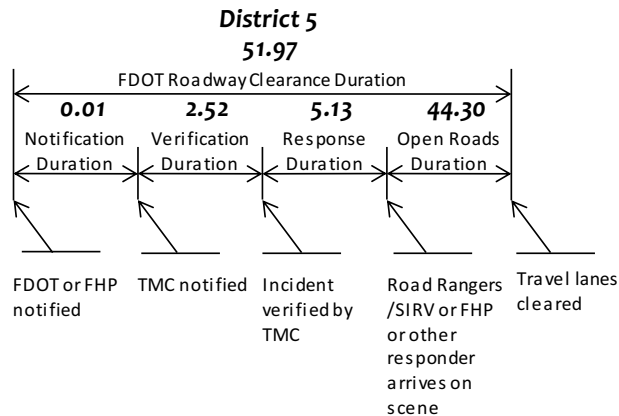 District 5
51.97
FDOT Roadway Clearance Duration
0.01 2.52 5.13 44.30
Notification Verification Response Open Roads
Duration Duration Duration Duration
FDOT or FHP
notified
TMC notified
Incident
verified by
TMC
Road Rangers
/SIRV or FHP
or other
responder
arrives on
scene
Travel lanes
cleared